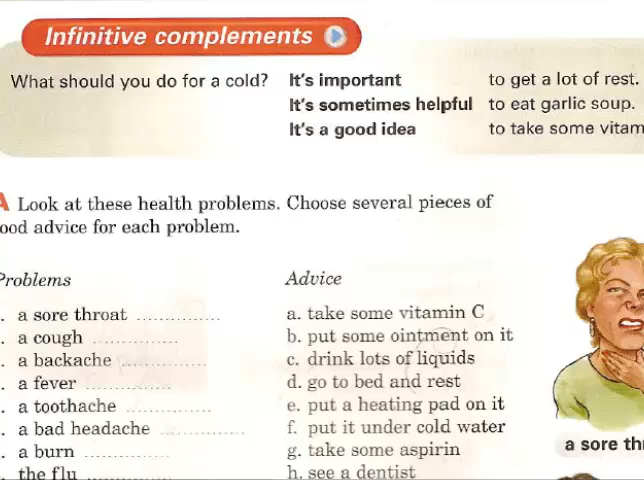 Infinitive complements
What should you do for a cold? It's important to get a lot of rest.
It's sometimes helpful to eat garlic soup.
It's a good idea to take some vitam
A Look at these health problems. Choose several pieces of
ood advice for each problem.
Problems
. a sore throat ...............
. a cough ...............
. a backache ...............
. a fever ...............
. a toothache ...............
. a bad headache ...............
. a burn ...............
. the flu ...............
Advice
a. take some vitamin C
b. put some ointment on it
c. drink lots of liquids
d. go to bed and rest
e. put a heating pad on it
f. put it under cold water
g. take some aspirin
h. see a dentist
a sore thr